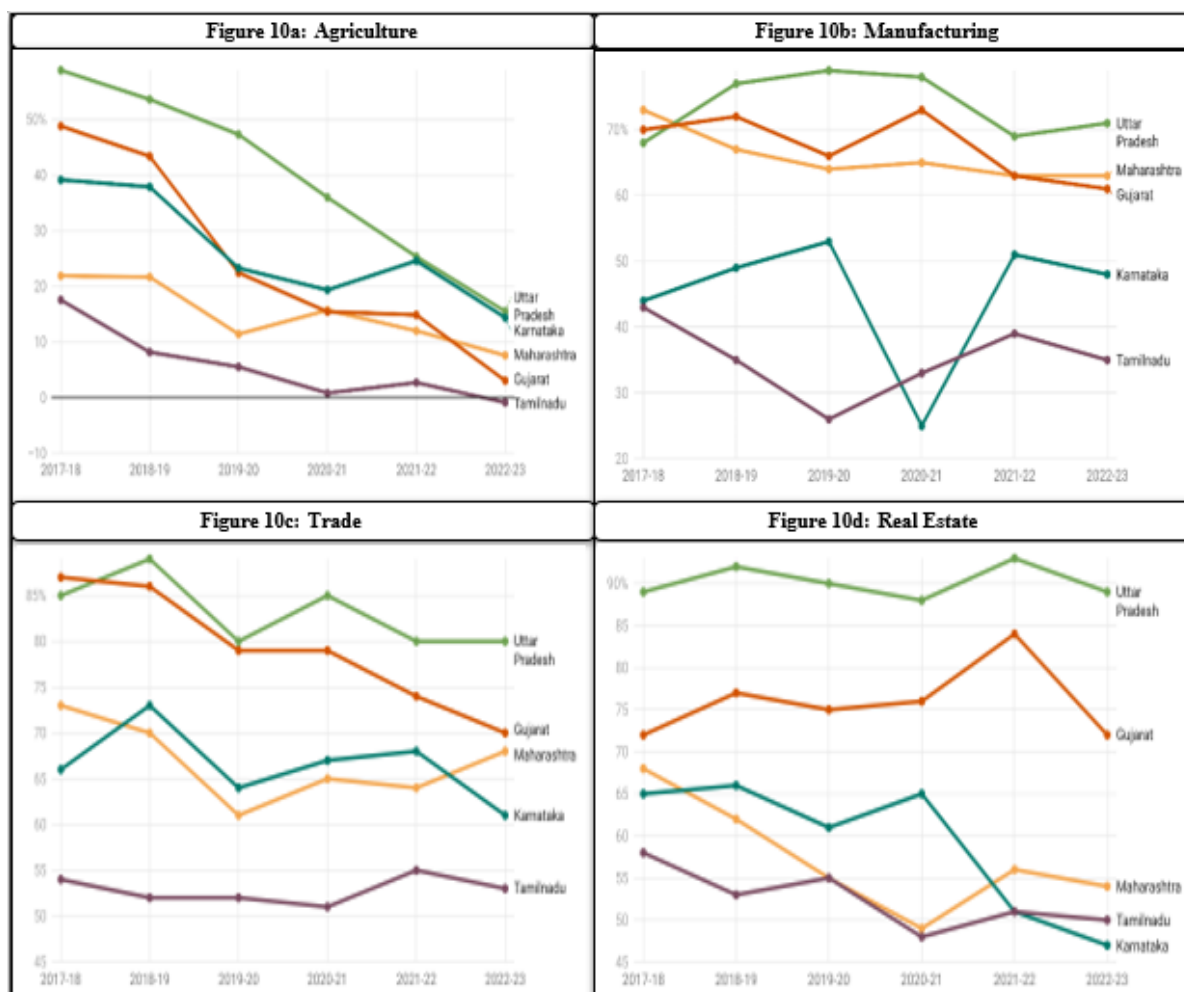 Figure 10a: Agriculture
50%
40
30
20
10
0
-10
2017-18 2018-19 2019-20 2020-21 2021-22 2022-23
Uttar
Pradesh
Karnataka
Maharashtra
Gujarat
Tamilnadu
Figure 10b: Manufacturing
70%
60
50
40
30
20
2017-18 2018-19 2019-20 2020-21 2021-22 2022-23
Uttar
Pradesh
Maharashtra
Gujarat
Karnataka
Tamilnadu
Figure 10c: Trade
85%
80
75
70
65
60
55
50
45
2017-18 2018-19 2019-20 2020-21 2021-22 2022-23
Uttar
Pradesh
Gujarat
Maharashtra
Karnataka
Tamilnadu
Figure 10d: Real Estate
90%
85
80
75
70
65
60
55
50
45
2017-18 2018-19 2019-20 2020-21 2021-22 2022-23
Uttar
Pradesh
Gujarat
Maharashtra
Tamilnadu
Karnataka